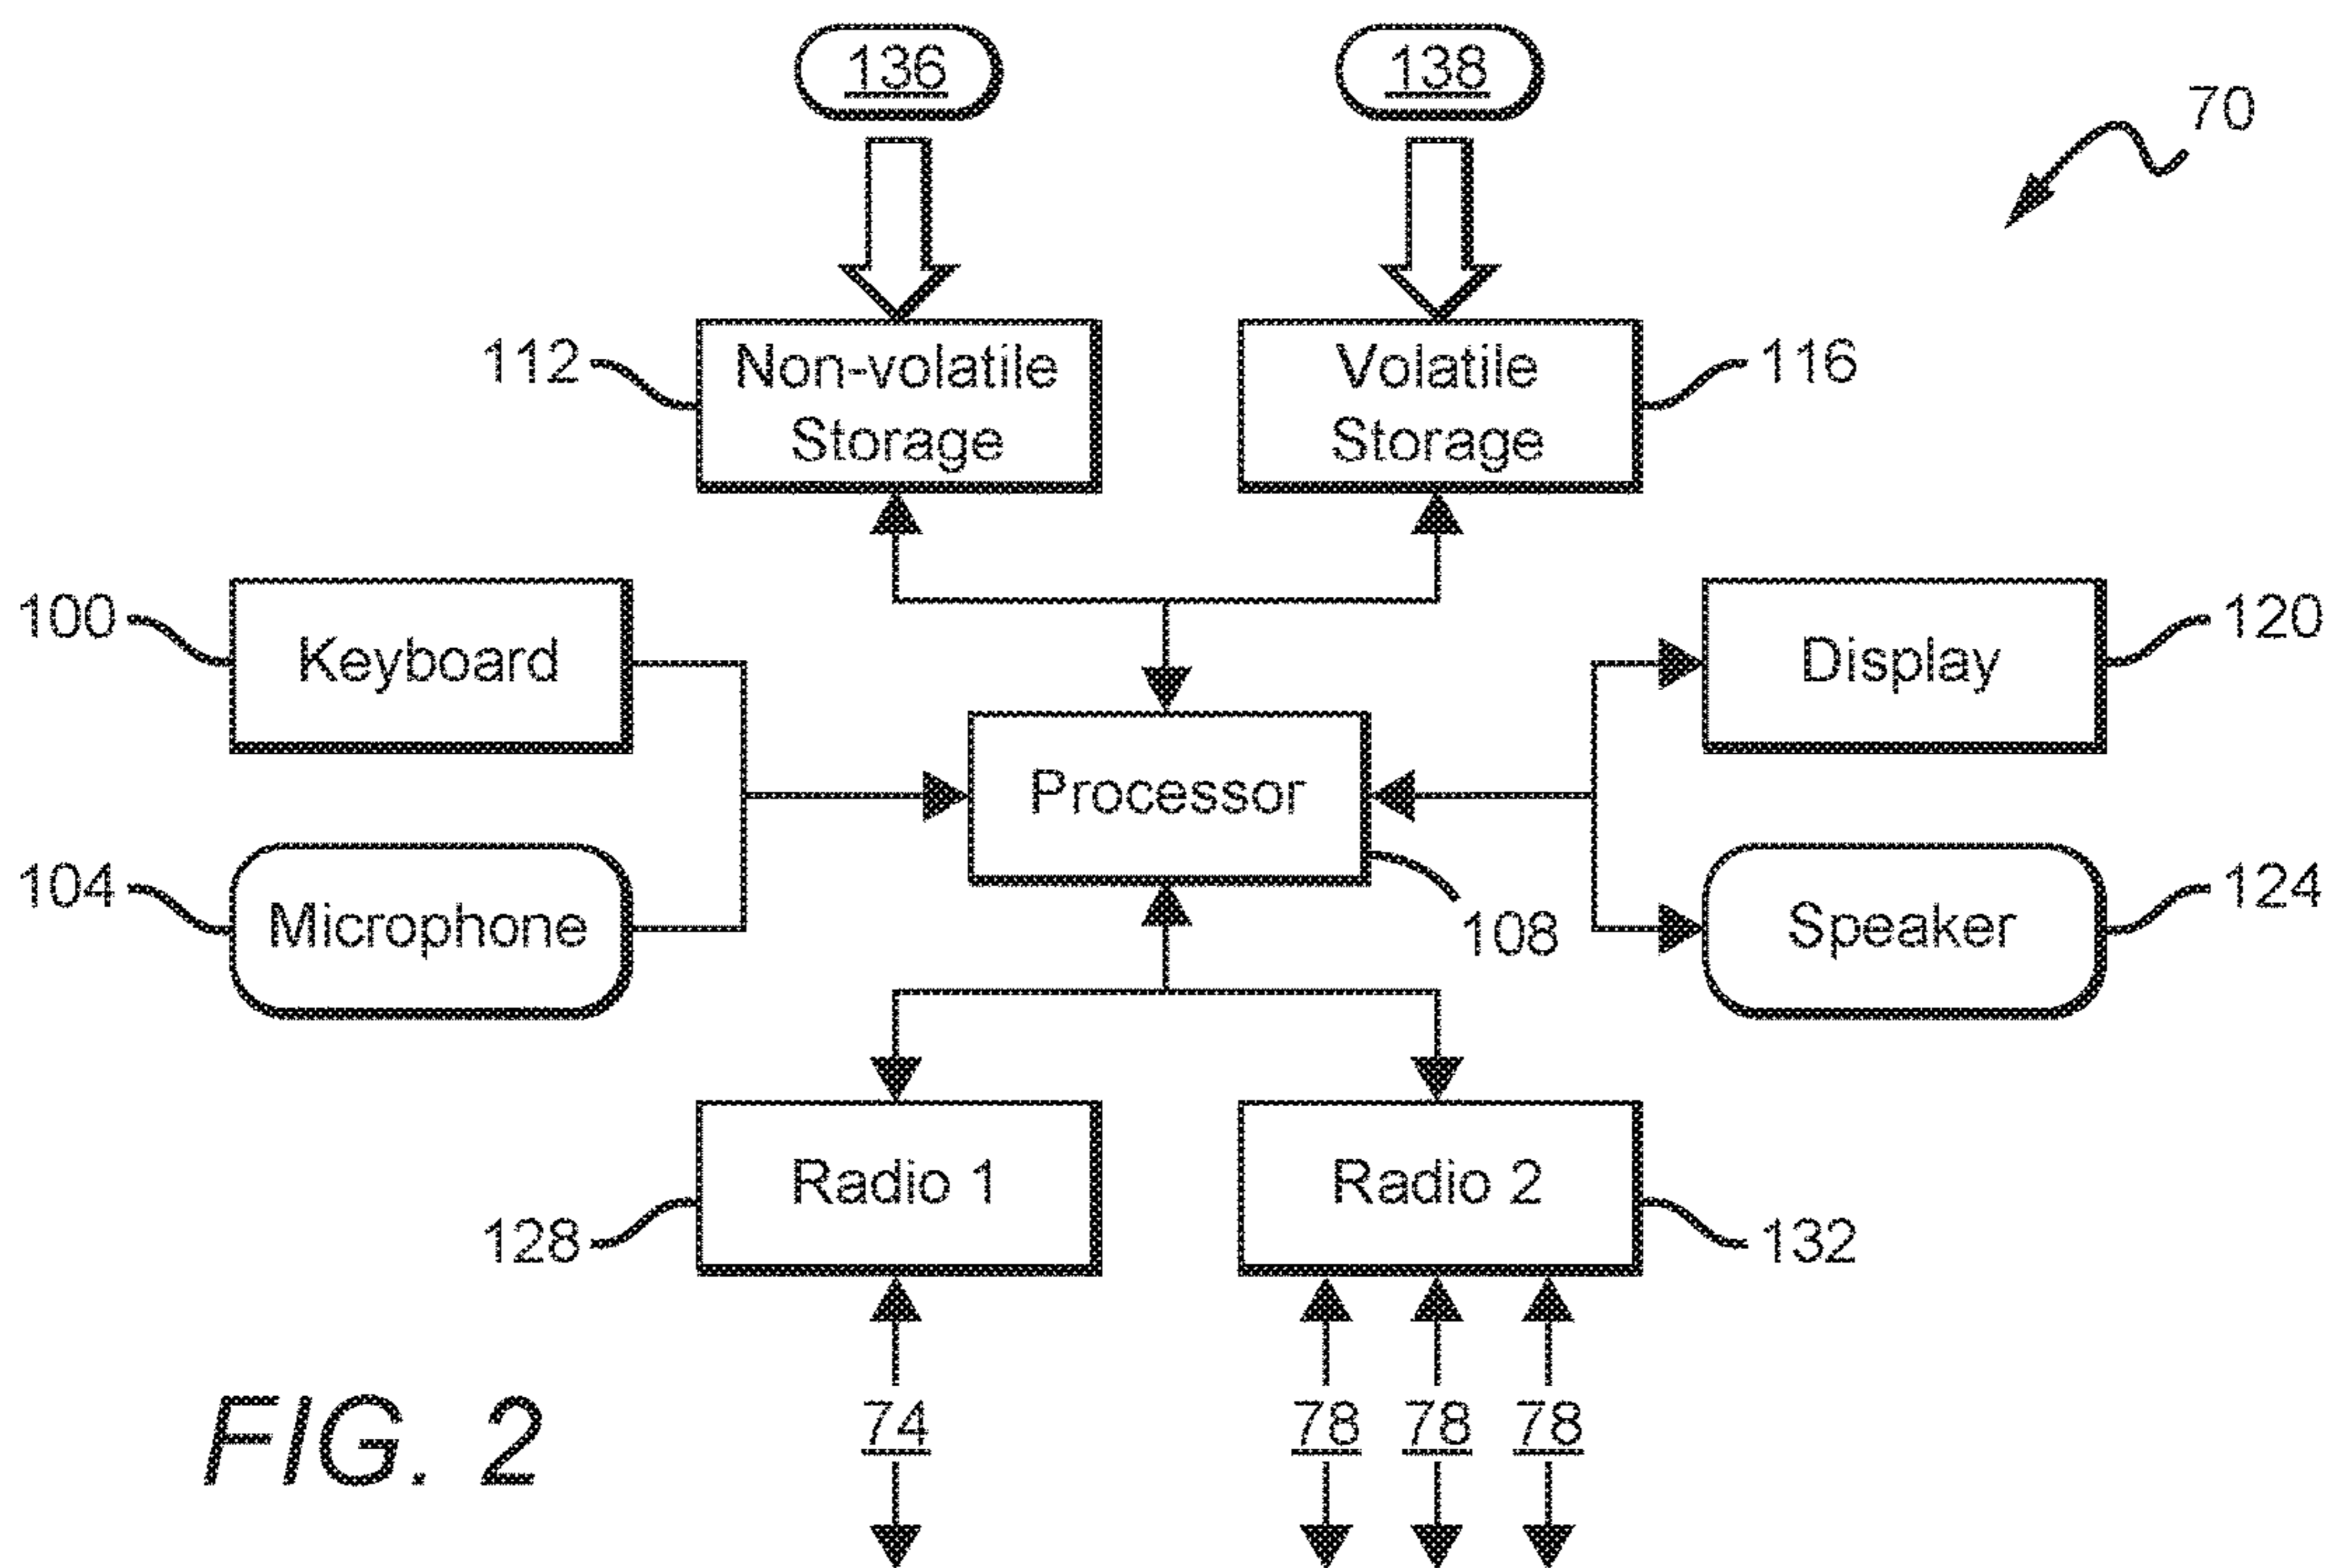 136
138
70
112
Non-volatile
Storage
Volatile
Storage
116
100
Keyboard
Display
120
Processor
104
Microphone
108
Speaker
124
Radio 1
Radio 2
128
132
74
78
78
78
FIG. 2